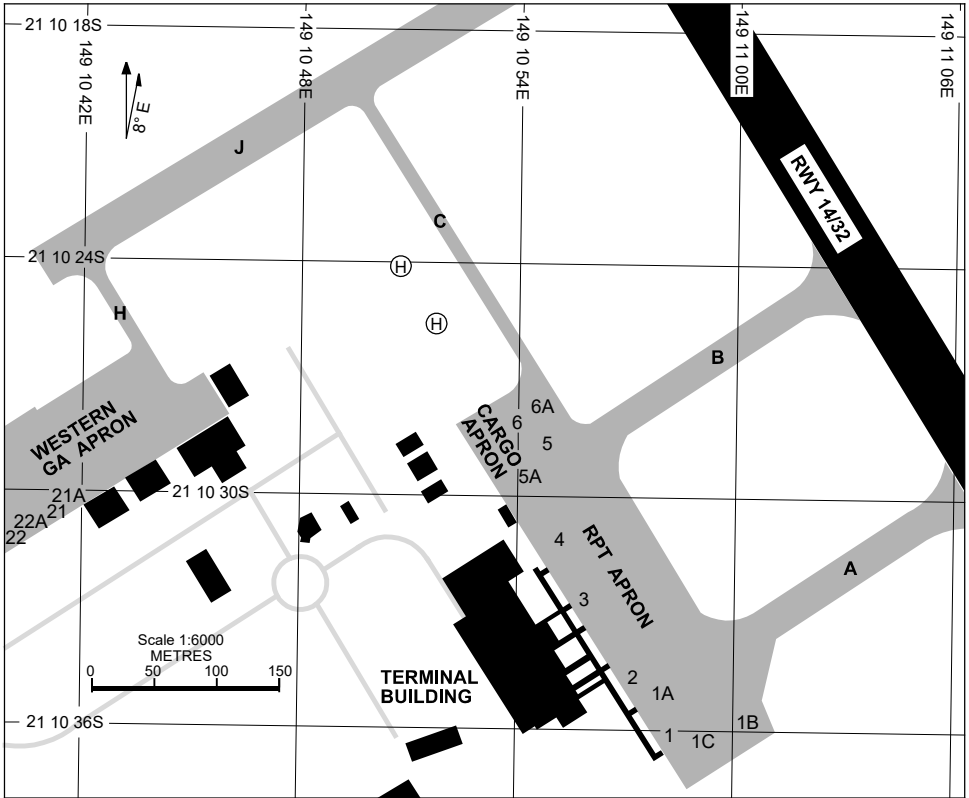 21 10 18S
149 10 42E
149 10 48E
149 10 54E
149 11 00E
149 11 06E
8° E
J
C
RWY 14/32
21 10 24S
H
H
H
B
WESTERN
GA APRON
CARGO
APRON
6A
6
5
5A
21A
21
22A
22
21 10 30S
4
RPT APRON
3
A
Scale 1:6000
METRES
0 50 100 150
TERMINAL
BUILDING
2
1A
21 10 36S
1
1C
1B